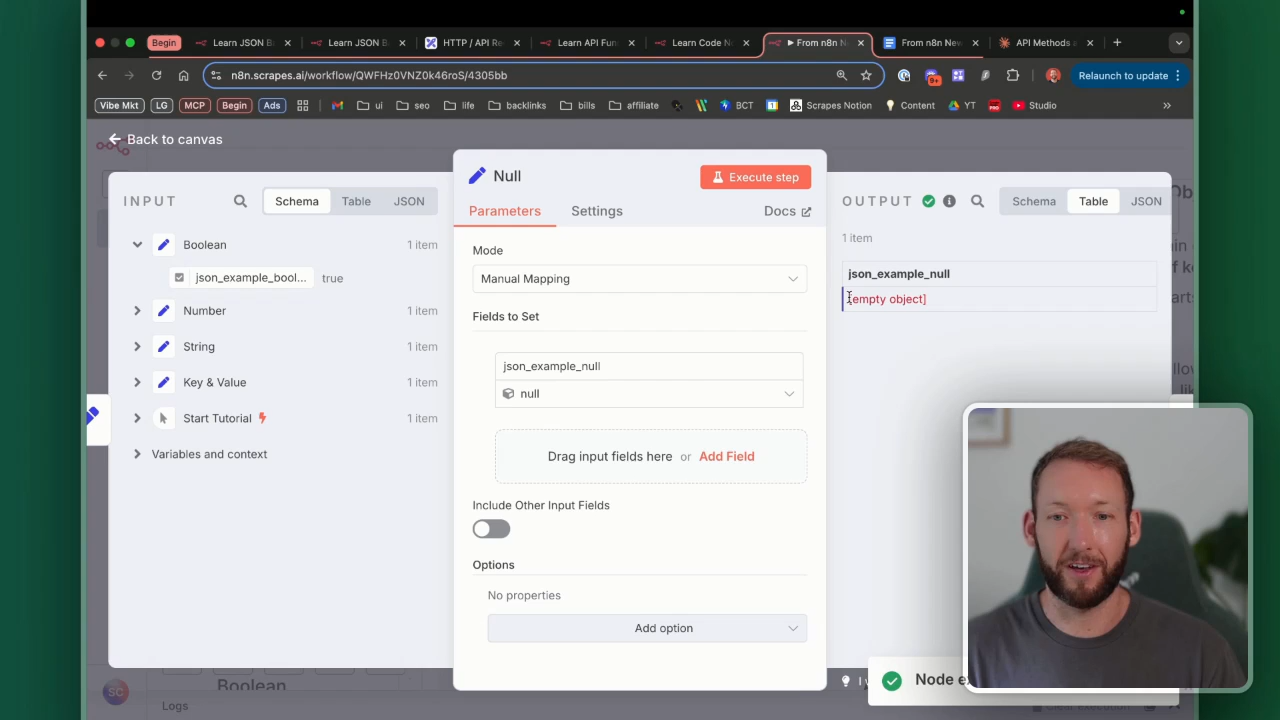 Begin
Learn JSON B
Learn JSON B
HTTP / API Re
Learn API Fun
Learn Code No
From n8n N
From n8n New
API Methods a
n8n.scrapes.ai/workflow/QWFHz0VNZ0k46roS/4305bb
Relaunch to update
Vibe Mkt
LG
MCP
Begin
Ads
ui
seo
life
backlinks
bills
affiliate
BCT
Scrapes Notion
Content
YT
Studio
Back to canvas
INPUT
Schema
Table
JSON
Boolean
1 item
json_example_bool...
true
Number
1 item
String
1 item
Key & Value
1 item
Start Tutorial
1 item
Variables and context
Null
Execute step
Parameters
Settings
Docs
Mode
Manual Mapping
Fields to Set
json_example_null
null
Drag input fields here or Add Field
Include Other Input Fields
Options
No properties
Add option
OUTPUT
Schema
Table
JSON
1 item
json_example_null
[empty object]
Node e
SC
Boolean
Logs